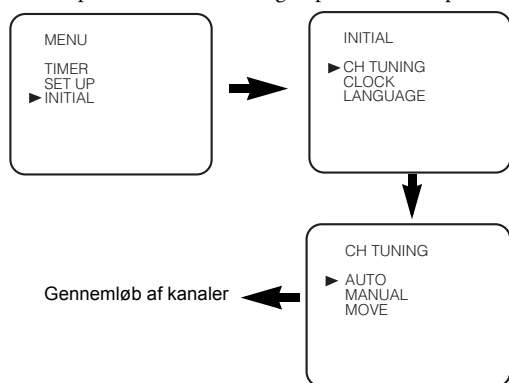 MENU
TIMER
SET UP
INITIAL
INITIAL
CH TUNING
CLOCK
LANGUAGE
CH TUNING
AUTO
MANUAL
MOVE
Gennemløb af kanaler